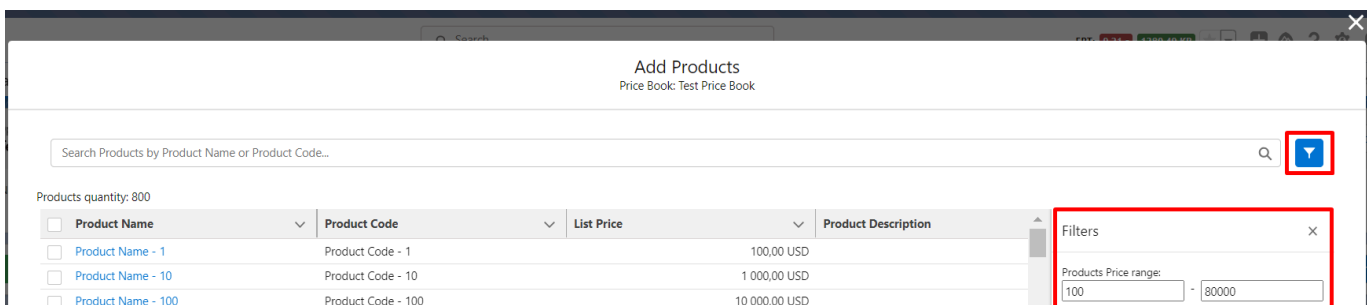 Search
Add Products
Price Book: Test Price Book
Search Products by Product Name or Product Code...
Products quantity: 800
Product Name Product Code List Price Product Description
Product Name - 1 Product Code - 1 100,00 USD
Product Name - 10 Product Code - 10 1 000,00 USD
Product Name - 100 Product Code - 100 10 000,00 USD
Filters
Products Price range:
100 - 80000